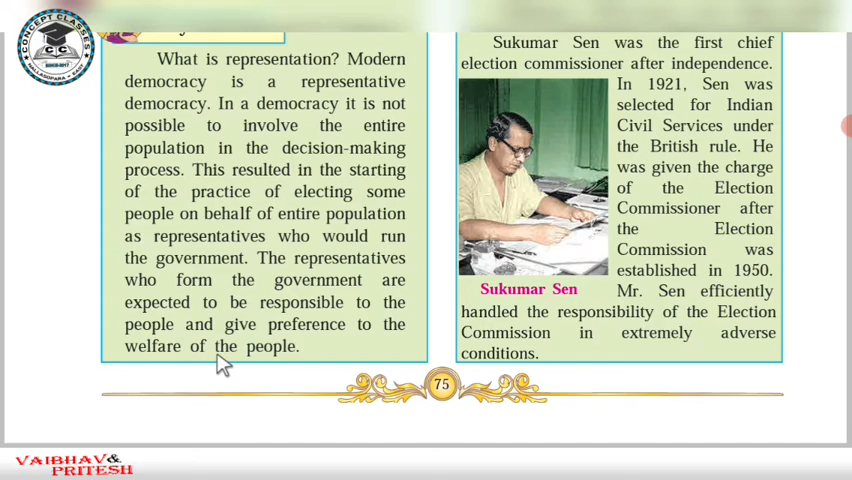 CONCEPT CLASSES
CC
NALLASOPARA - EAST
What is representation? Modern
democracy is a representative
democracy. In a democracy it is not
possible to involve the entire
population in the decision-making
process. This resulted in the starting
of the practice of electing some
people on behalf of entire population
as representatives who would run
the government. The representatives
who form the government are
expected to be responsible to the
people and give preference to the
welfare of the people.
Sukumar Sen was the first chief
election commissioner after independence.
In 1921, Sen was
selected for Indian
Civil Services under
the British rule. He
was given the charge
of the Election
Commissioner after
the Election
Commission was
established in 1950.
Sukumar Sen
Mr. Sen efficiently
handled the responsibility of the Election
Commission in extremely adverse
conditions.
75
VAIBHAV&
PRITESH